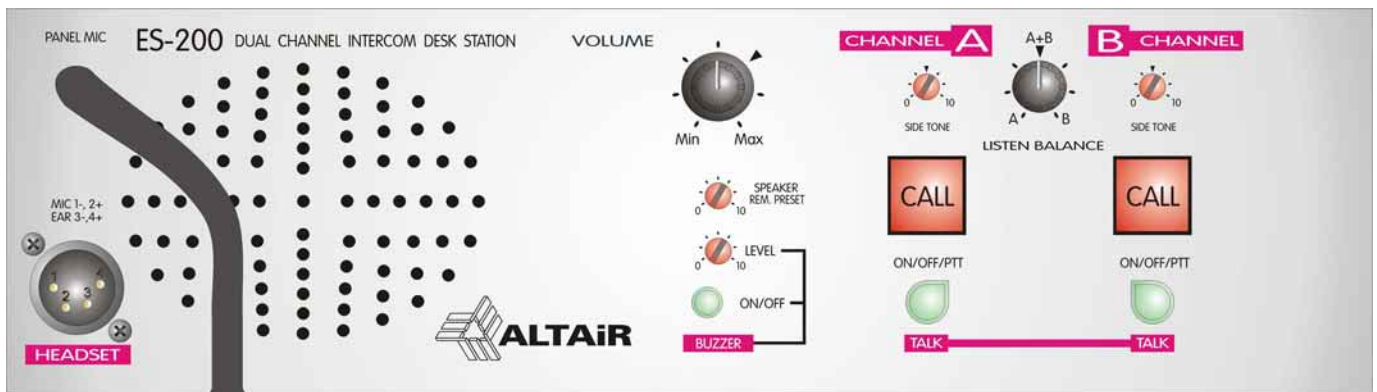 PANEL MIC
ES-200 DUAL CHANNEL INTERCOM DESK STATION
MIC 1-, 2+
EAR 3-,4+
1
4
2
3
HEADSET
ALTAiR
VOLUME
Min
Max
SPEAKER
REM. PRESET
0
10
LEVEL
0
10
ON/OFF
BUZZER
CHANNEL A
0
10
SIDE TONE
CALL
ON/OFF/PTT
TALK
A+B
A
B
LISTEN BALANCE
B CHANNEL
0
10
SIDE TONE
CALL
ON/OFF/PTT
TALK